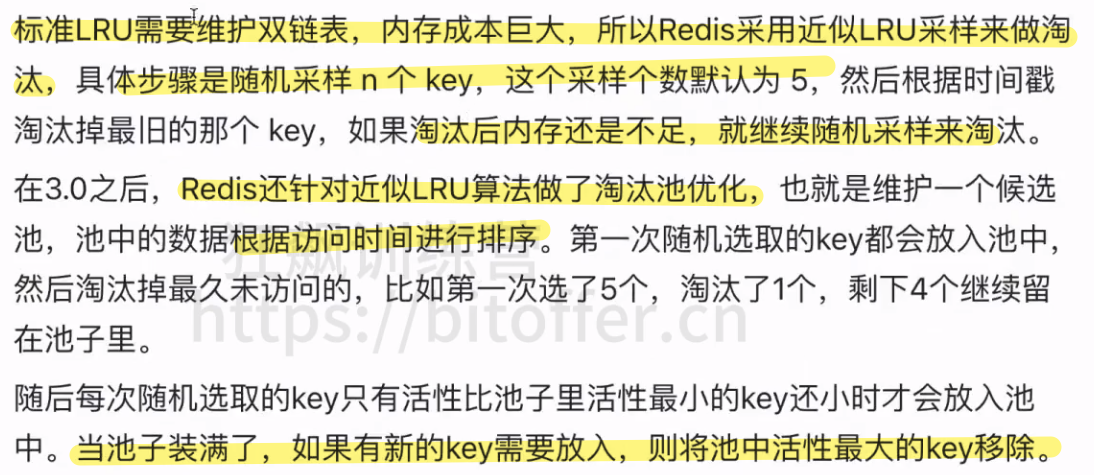 标准LRU需要维护双链表，内存成本巨大，所以Redis采用近似LRU采样来做淘
汰，具体步骤是随机采样 n 个 key，这个采样个数默认为 5，然后根据时间戳
淘汰掉最旧的那个 key，如果淘汰后内存还是不足，就继续随机采样来淘汰。
在3.0之后，Redis还针对近似LRU算法做了淘汰池优化，也就是维护一个候选
池，池中的数据根据访问时间进行排序。第一次随机选取的key都会放入池中，
然后淘汰掉最久未访问的，比如第一次选了5个，淘汰了1个，剩下4个继续留
在池子里。
随后每次随机选取的key只有活性比池子里活性最小的key还小时才会放入池
中。当池子装满了，如果有新的key需要放入，则将池中活性最大的key移除。
狂飙训练营
https://bitoffer.cn